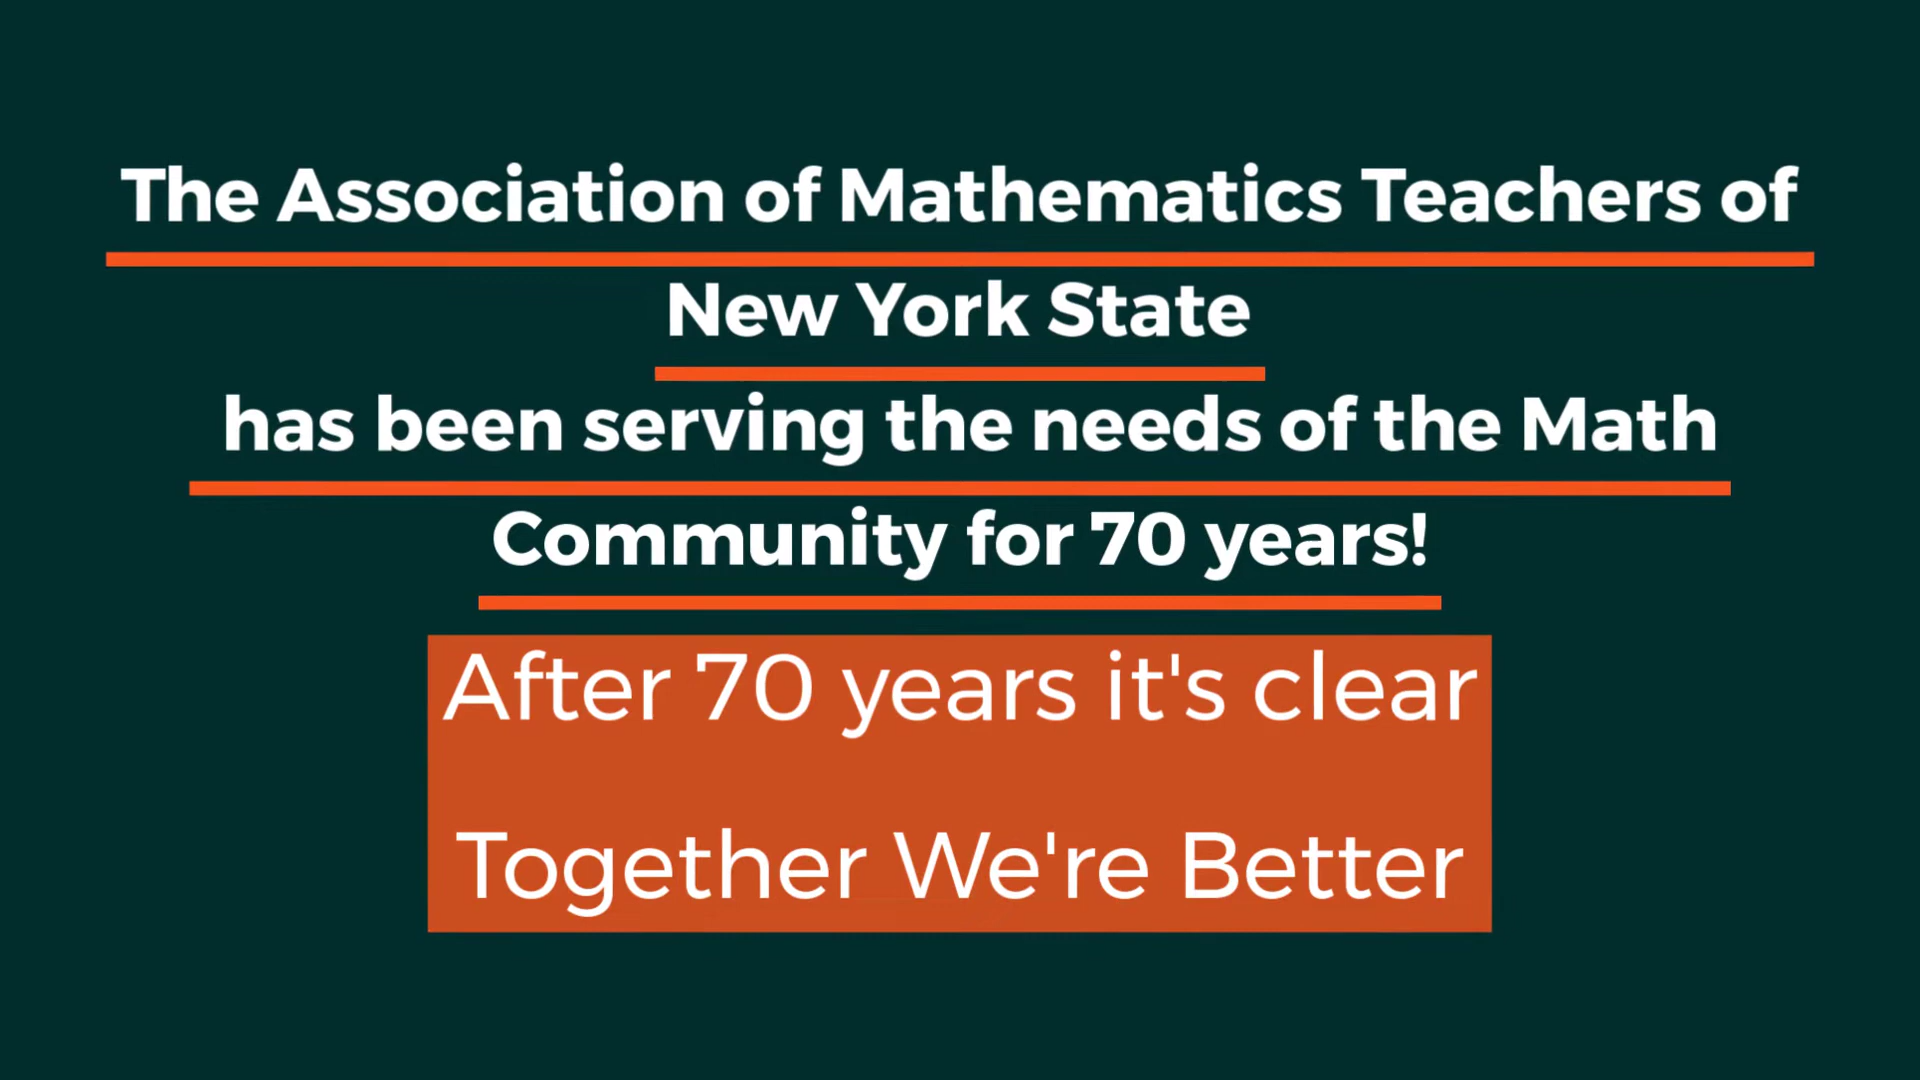 The Association of Mathematics Teachers of
New York State
has been serving the needs of the Math
Community for 70 years!
After 70 years it's clear
Together We're Better